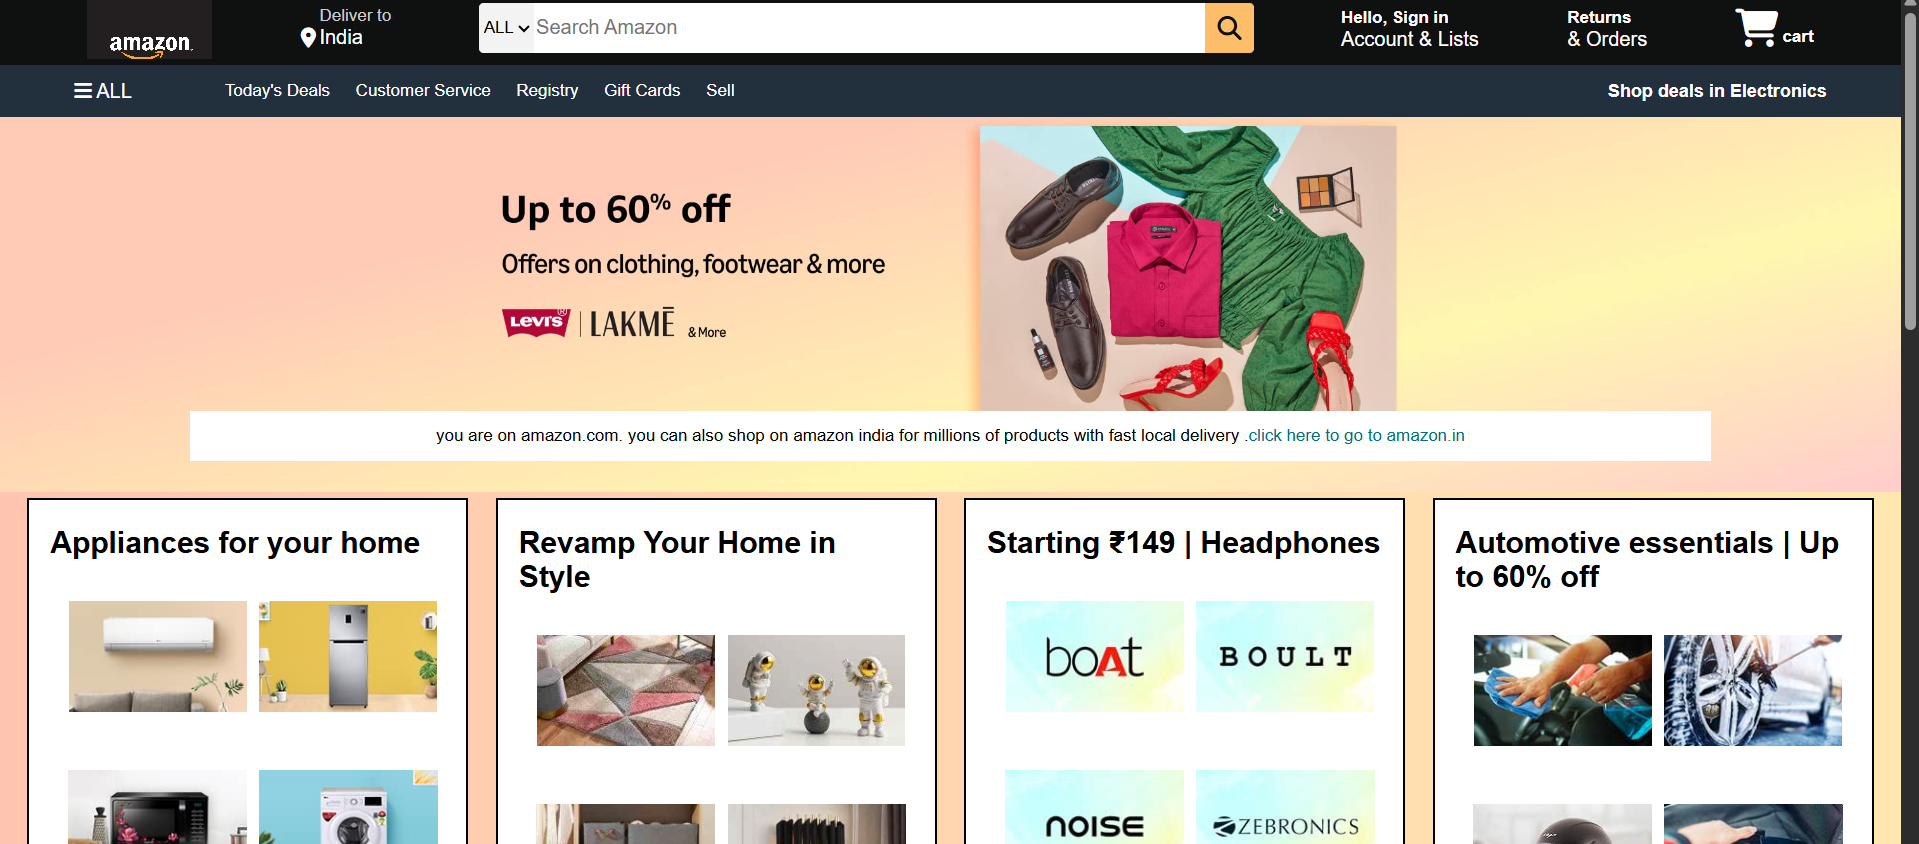 amazon
Deliver to
India
ALL
Search Amazon
Hello, Sign in
Account & Lists
Returns
& Orders
cart
ALL
Today's Deals
Customer Service
Registry
Gift Cards
Sell
Shop deals in Electronics
Up to 60% off
Offers on clothing, footwear & more
Levi's® | LAKMĒ & More
you are on amazon.com. you can also shop on amazon india for millions of products with fast local delivery .click here to go to amazon.in
Appliances for your home
Revamp Your Home in
Style
Starting ₹149 | Headphones
Automotive essentials | Up
to 60% off
boAt
BOULT
noise
ZEBRONICS